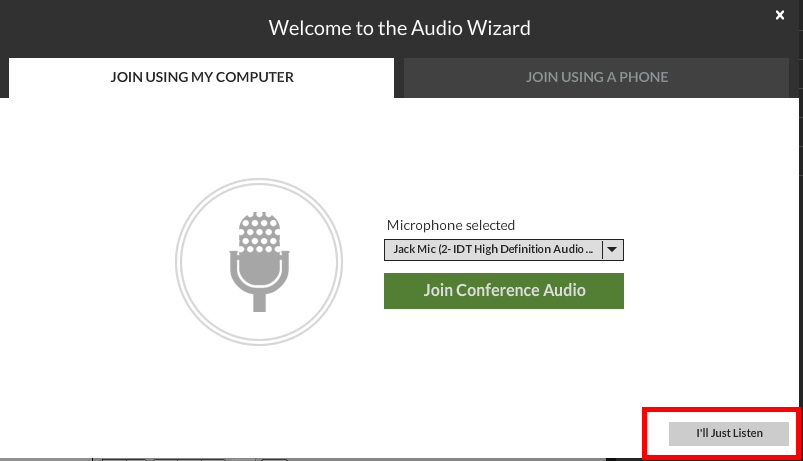 Welcome to the Audio Wizard
JOIN USING MY COMPUTER
JOIN USING A PHONE
Microphone selected
Jack Mic (2- IDT High Definition Audio ...
Join Conference Audio
I'll Just Listen